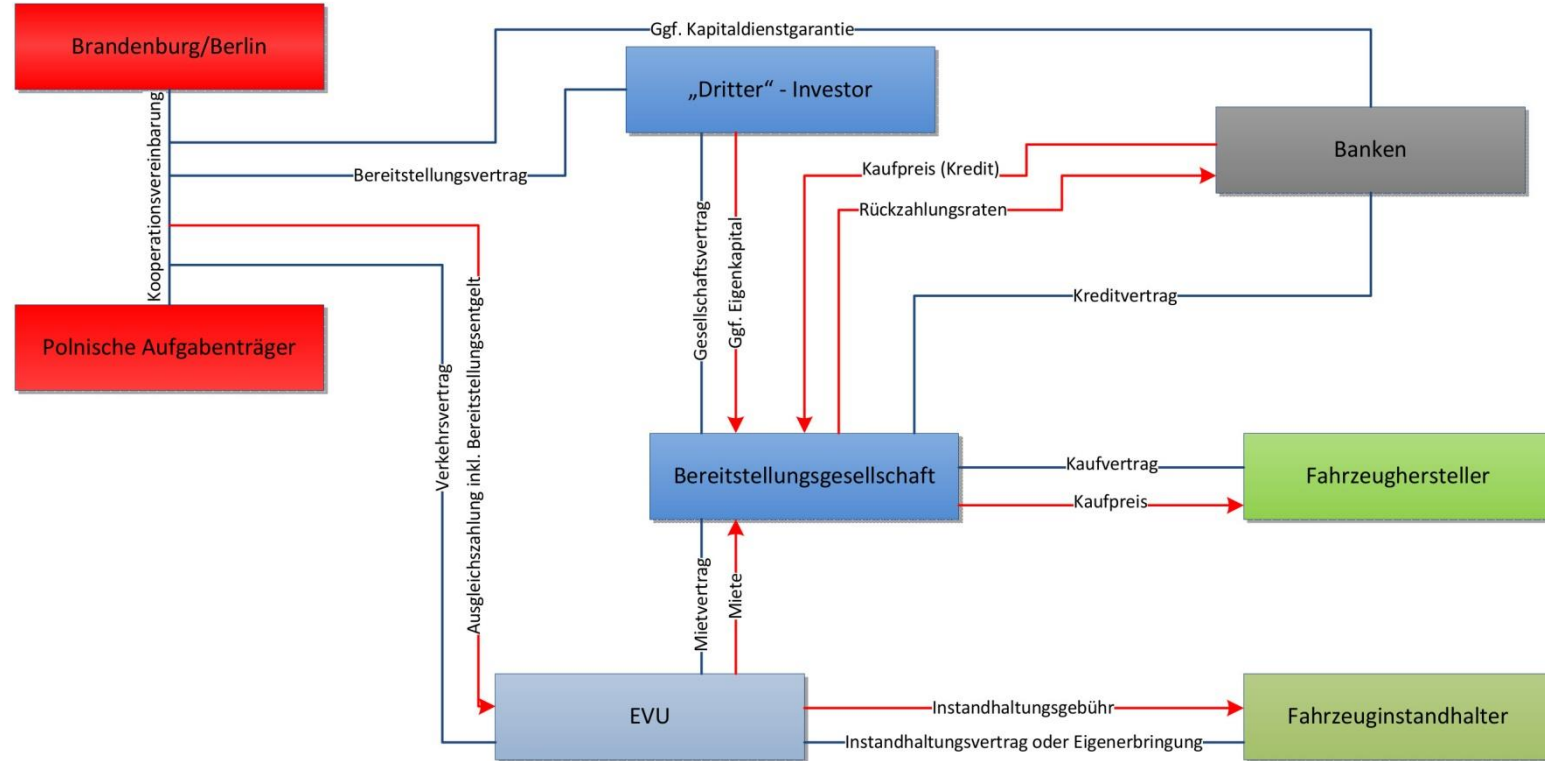 Brandenburg/Berlin
Ggf. Kapitaldienstgarantie
„Dritter“ - Investor
Banken
Kooperationsvereinbarung
Bereitstellungsvertrag
Kaufpreis (Kredit)
Rückzahlungsraten
Polnische Aufgabenträger
Gesellschaftsvertrag
Ggf. Eigenkapital
Kreditvertrag
Verkehrsvertrag
Ausgleichszahlung inkl. Bereitstellungsentgelt
Bereitstellungsgesellschaft
Kaufvertrag
Kaufpreis
Fahrzeughersteller
Mietvertrag
Miete
EVU
Instandhaltungsgebühr
Instandhaltungsvertrag oder Eigenerbringung
Fahrzeuginstandhalter